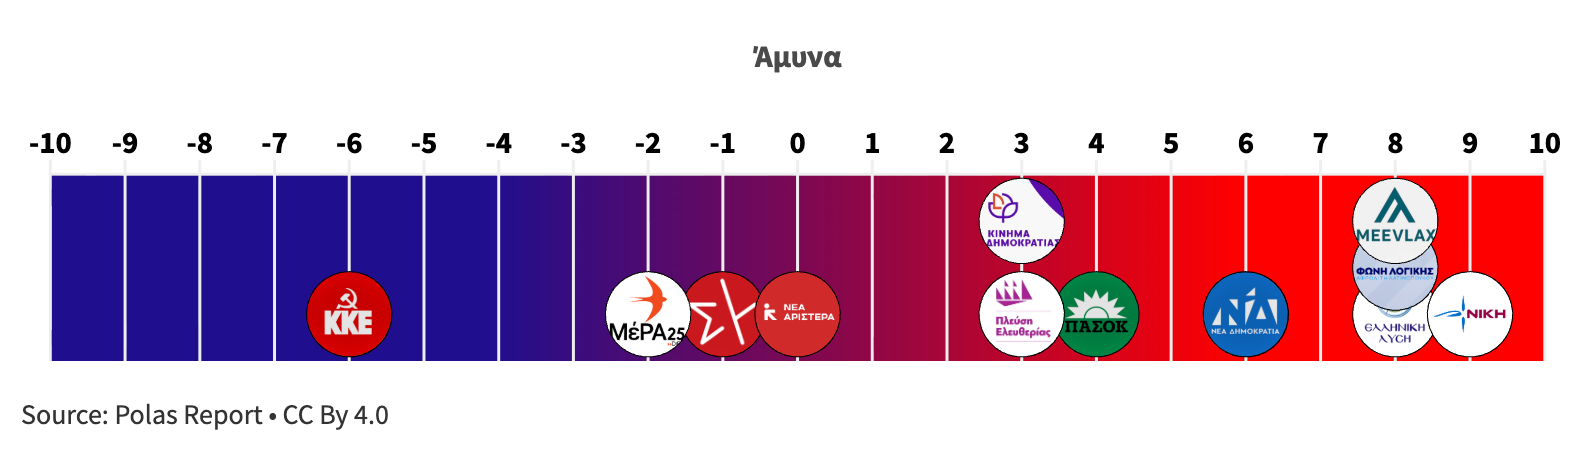 Άμυνα
-10 -9 -8 -7 -6 -5 -4 -3 -2 -1 0 1 2 3 4 5 6 7 8 9 10
ΚΙΝΗΜΑ
ΔΗΜΟΚΡΑΤΙΑΣ
MEEVLAX
ΦΩΝΗ ΛΟΓΙΚΗΣ
KKE
ΜέΡΑ25
ΝΕΑ
ΑΡΙΣΤΕΡΑ
Πλεύση
Ελευθερίας
ΠΑΣΟΚ
ΝΔ
ΝΕΑ ΔΗΜΟΚΡΑΤΙΑ
ΕΛΛΗΝΙΚΗ
ΛΥΣΗ
ΝΙΚΗ
Source: Polas Report • CC By 4.0